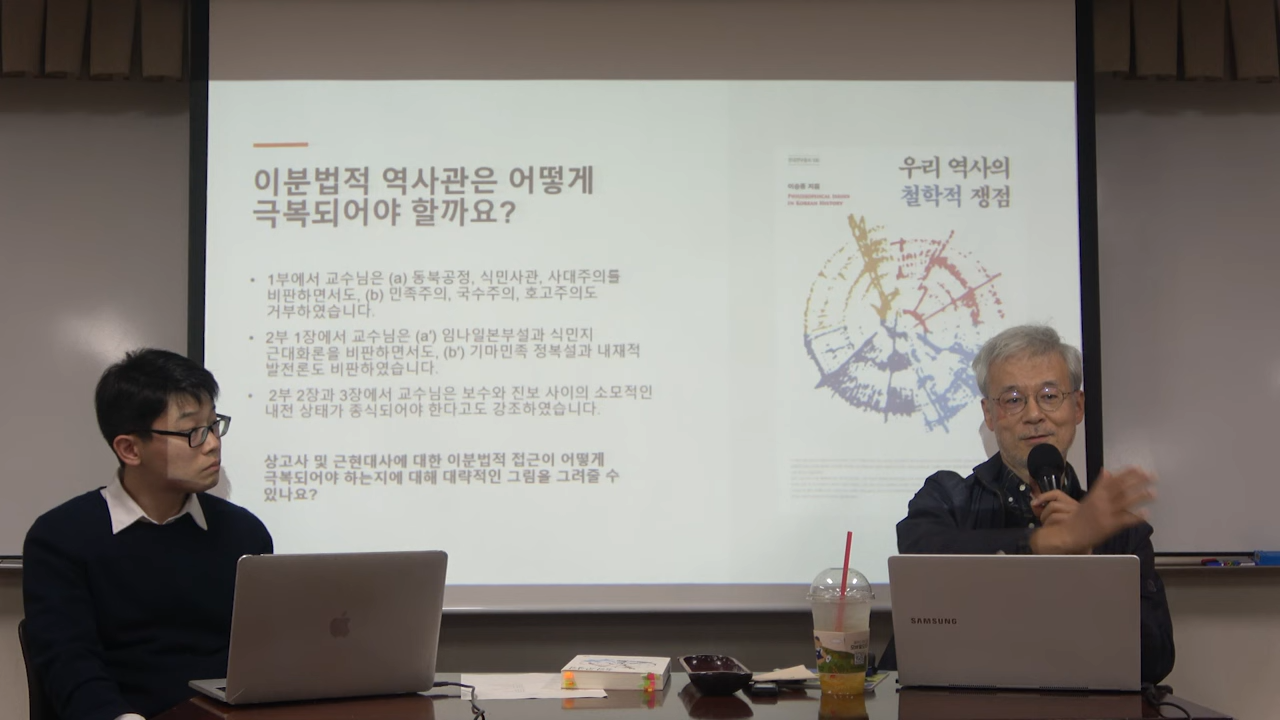 이분법적 역사관은 어떻게
극복되어야 할까요?
• 1부에서 교수님은 (a) 동북공정, 식민사관, 사대주의를
비판하면서도, (b) 민족주의, 국수주의, 호고주의도
거부하였습니다.
• 2부 1장에서 교수님은 (a') 임나일본부설과 식민지
근대화론을 비판하면서도, (b') 기마민족 정복설과 내재적
발전론도 비판하였습니다.
• 2부 2장과 3장에서 교수님은 보수와 진보 사이의 소모적인
내전 상태가 종식되어야 한다고도 강조하였습니다.
상고사 및 근현대사에 대한 이분법적 접근이 어떻게
극복되어야 하는지에 대해 대략적인 그림을 그려줄 수
있나요?
우리 역사의
철학적 쟁점
이승종 지음
Philosophical Issues
in Korean History
SAMSUNG